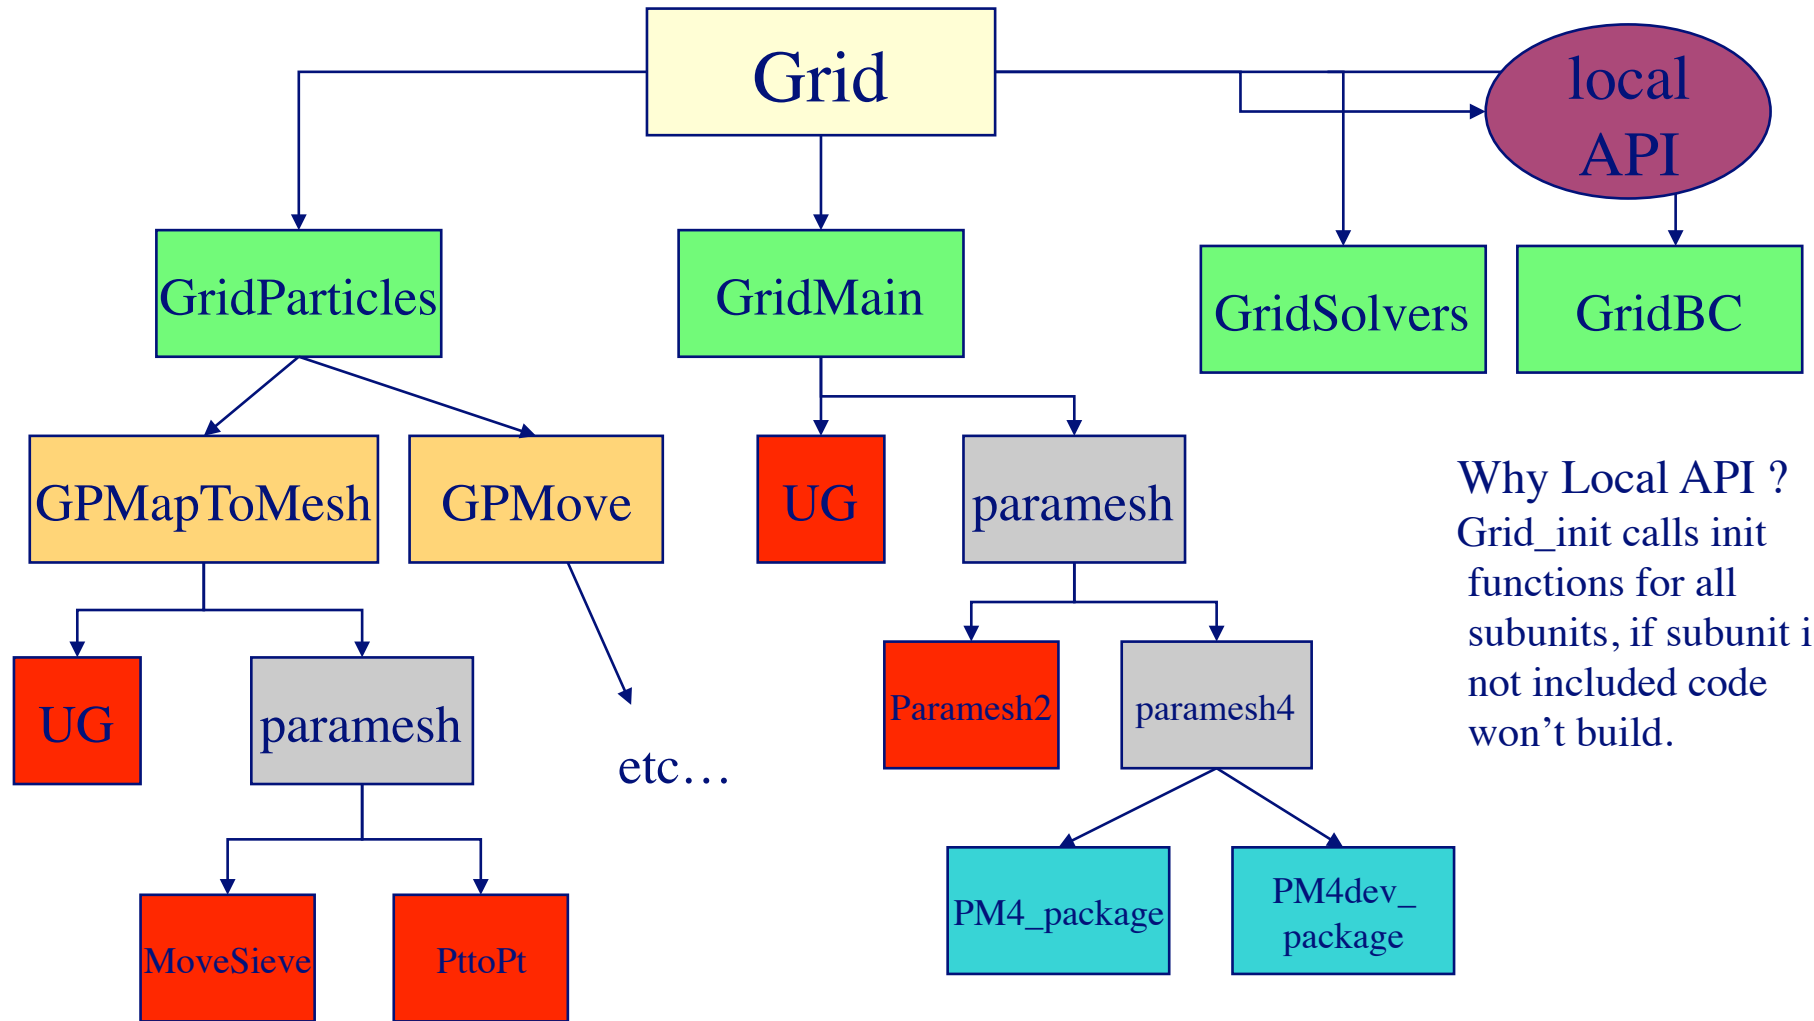 Grid
local
API
GridParticles
GridMain
GridSolvers
GridBC
GPMapToMesh
GPMove
UG
paramesh
Why Local API ?
Grid_init calls init
functions for all
subunits, if subunit i
not included code
won’t build.
UG
paramesh
etc…
Paramesh2
paramesh4
MoveSieve
PttoPt
PM4_package
PM4dev_
package